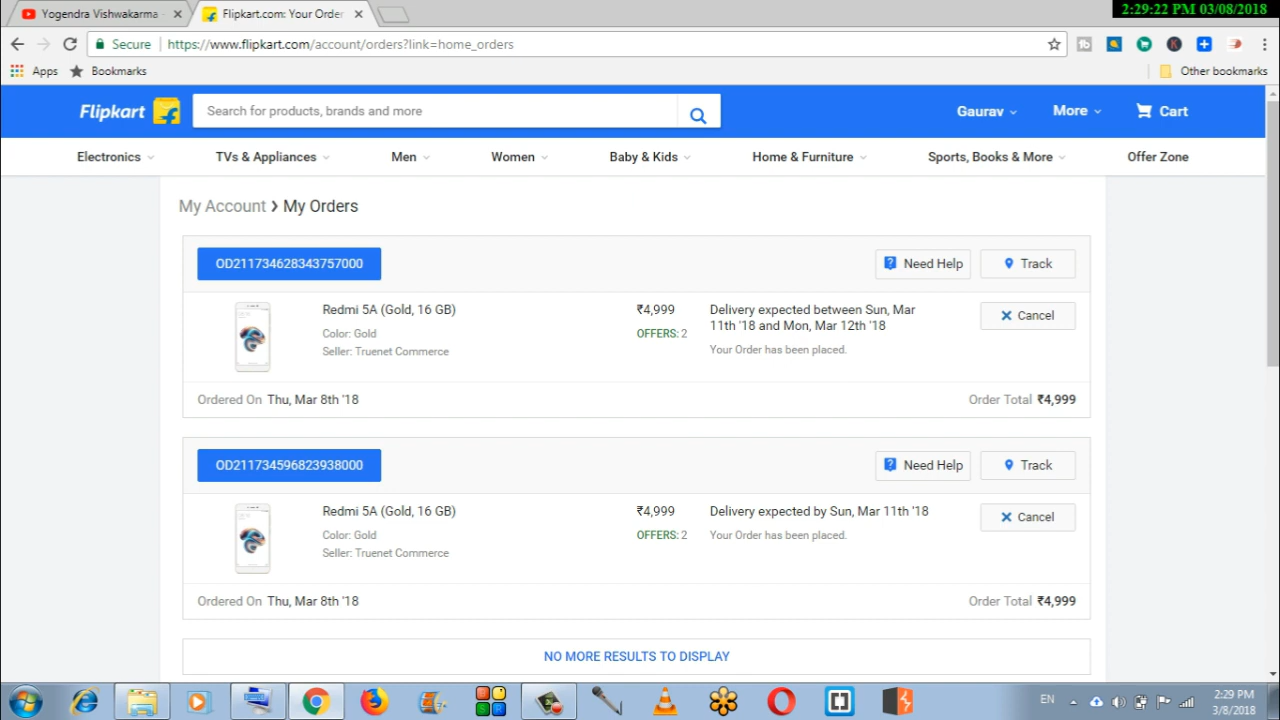 Yogendra Vishwakarma -
Flipkart.com: Your Order
2:29:22 PM 03/08/2018
Secure
https://www.flipkart.com/account/orders?link=home_orders
Apps
Bookmarks
Other bookmarks
Flipkart
Search for products, brands and more
Gaurav
More
Cart
Electronics
TVs & Appliances
Men
Women
Baby & Kids
Home & Furniture
Sports, Books & More
Offer Zone
My Account > My Orders
OD211734628343757000
Need Help
Track
Redmi 5A (Gold, 16 GB)
Color: Gold
Seller: Truenet Commerce
₹4,999
OFFERS: 2
Delivery expected between Sun, Mar
11th '18 and Mon, Mar 12th '18
Your Order has been placed.
Cancel
Ordered On Thu, Mar 8th '18
Order Total ₹4,999
OD211734596823938000
Need Help
Track
Redmi 5A (Gold, 16 GB)
Color: Gold
Seller: Truenet Commerce
₹4,999
OFFERS: 2
Delivery expected by Sun, Mar 11th '18
Your Order has been placed.
Cancel
Ordered On Thu, Mar 8th '18
Order Total ₹4,999
NO MORE RESULTS TO DISPLAY
EN
2:29 PM
3/8/2018